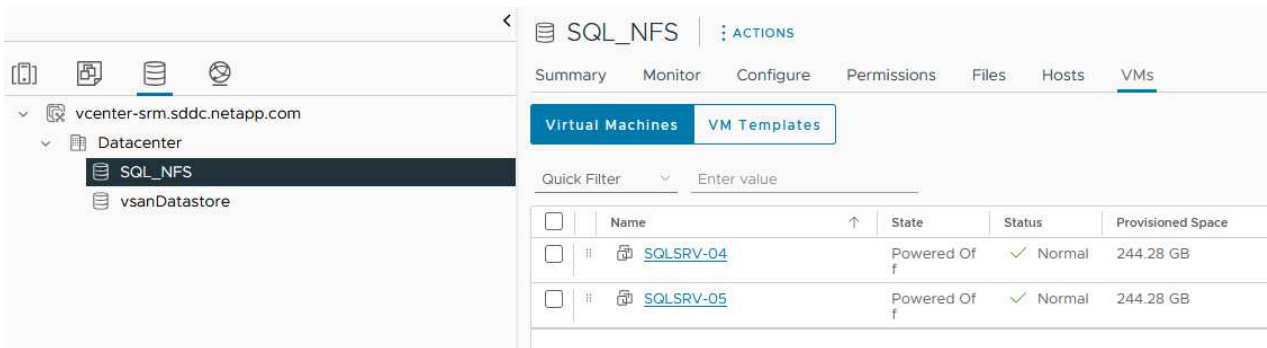 SQL_NFS
ACTIONS
Summary Monitor Configure Permissions Files Hosts VMs
vcenter-srm.sddc.netapp.com
Datacenter
SQL_NFS
vsanDatastore
Virtual Machines VM Templates
Quick Filter Enter value
Name State Status Provisioned Space
SQLSRV-04 Powered Of Normal 244.28 GB
f
SQLSRV-05 Powered Of Normal 244.28 GB
f